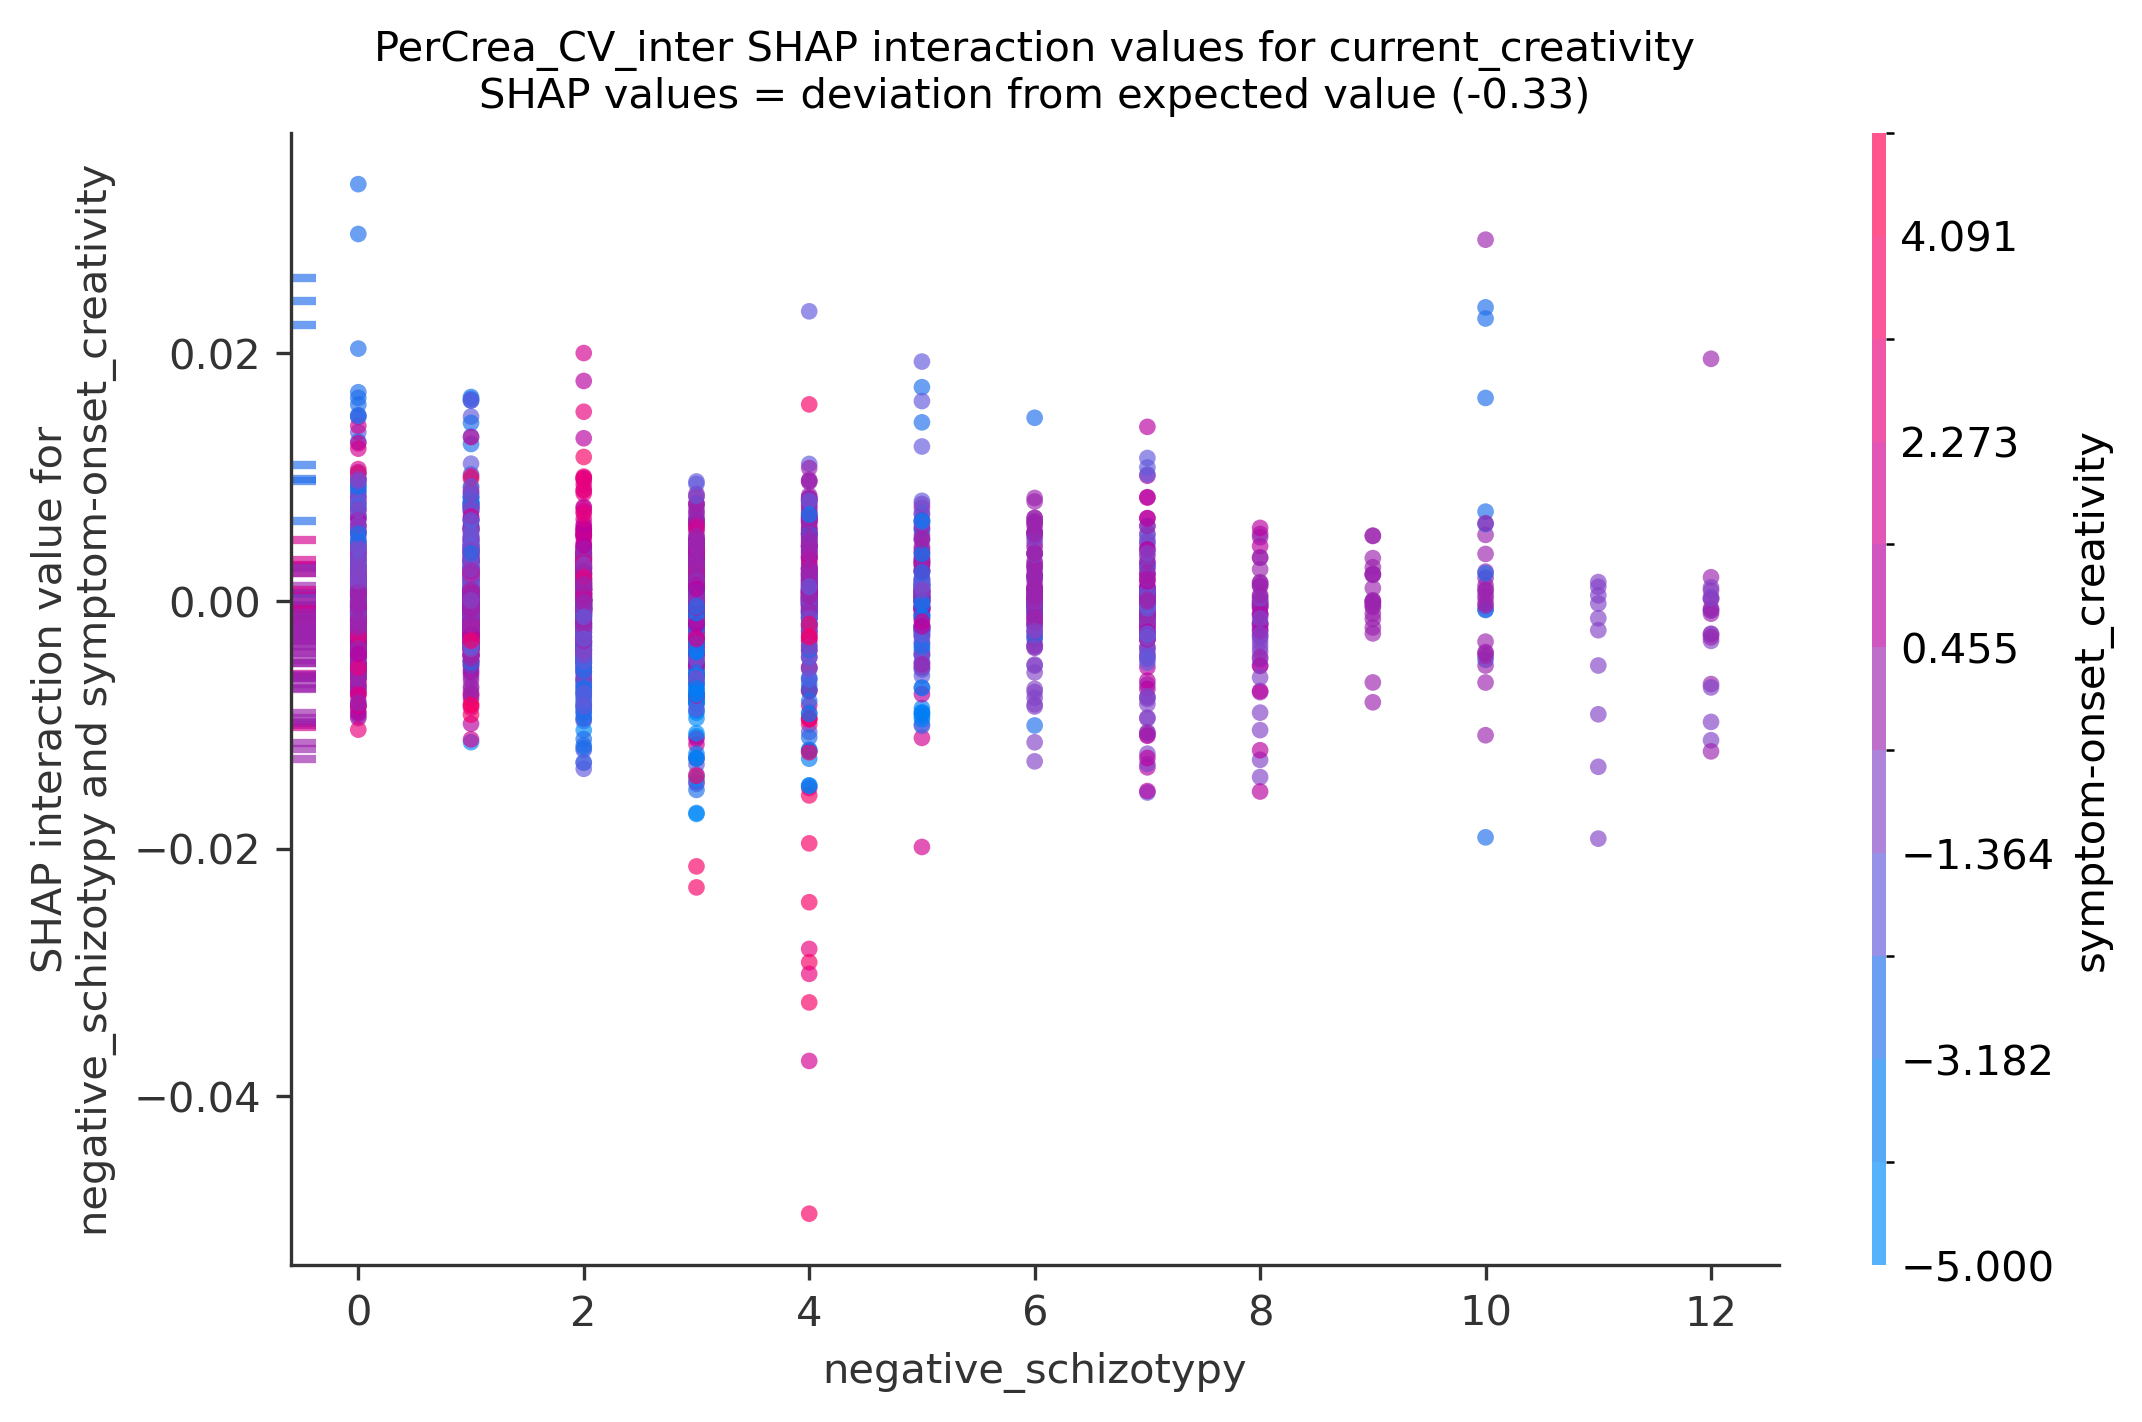 PerCrea_CV_inter SHAP interaction values for current_creativity
SHAP values = deviation from expected value (-0.33)
SHAP interaction value for
negative_schizotypy and symptom-onset_creativity
0.02
0.00
−0.02
−0.04
0
2
4
6
8
10
12
negative_schizotypy
4.091
2.273
0.455
−1.364
−3.182
−5.000
symptom-onset_creativity